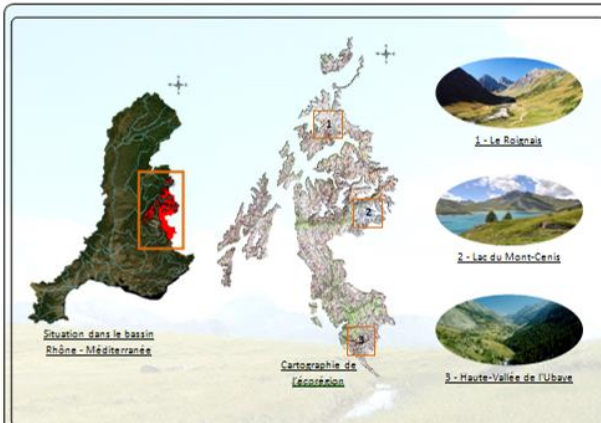 1
2
3
1 - Le Roignais
2 - Lac du Mont-Cenis
3 - Haute-Vallée de l'Ubaye
Situation dans le bassin
Rhône - Méditerranée
Cartographie de
l'écorégion